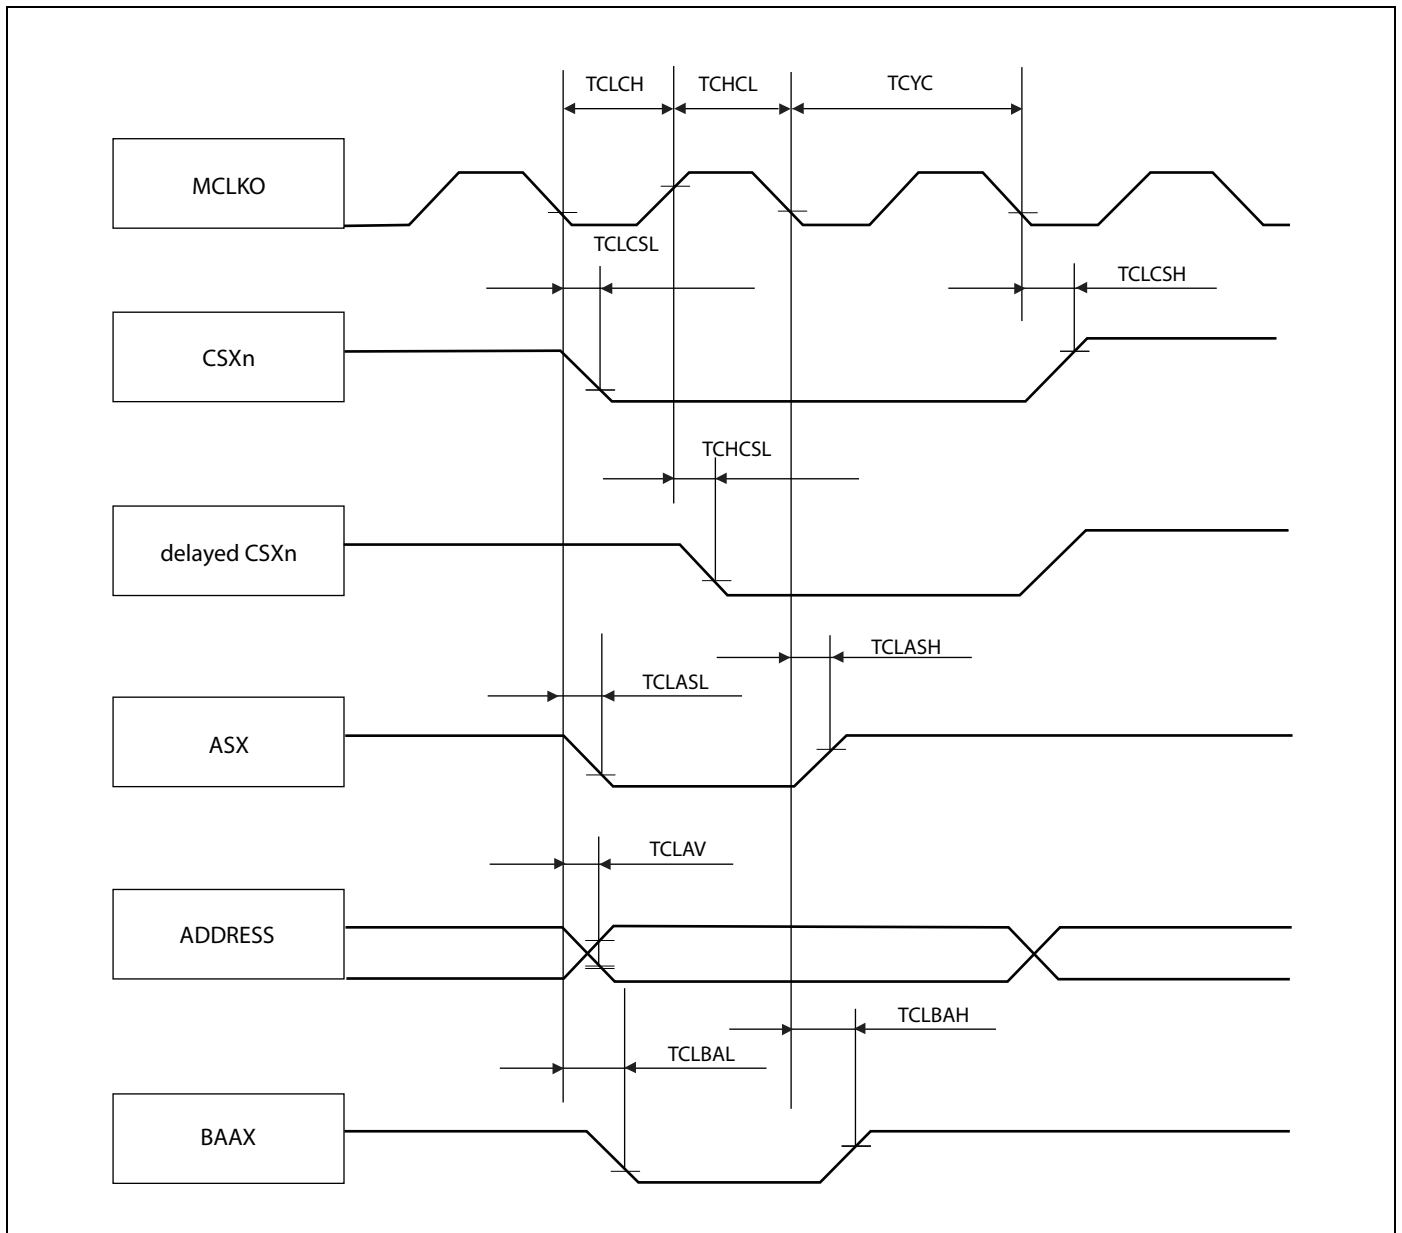 TCLCH
TCHCL
TCYC
MCLKO
TCLCSL
TCLCSH
CSXn
TCHCSL
delayed CSXn
TCLASH
TCLASL
ASX
TCLAV
ADDRESS
TCLBAH
TCLBAL
BAAX